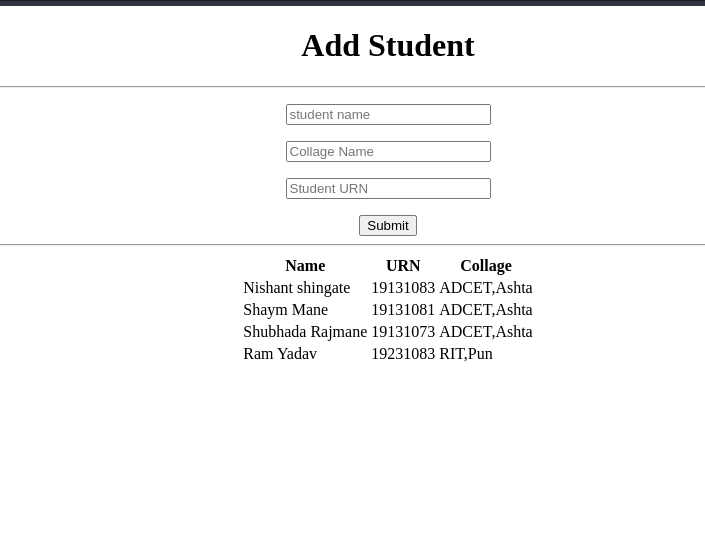 Add Student
student name
Collage Name
Student URN
Submit
Name URN Collage
Nishant shingate 19131083 ADCET,Ashta
Shaym Mane 19131081 ADCET,Ashta
Shubhada Rajmane 19131073 ADCET,Ashta
Ram Yadav 19231083 RIT,Pun